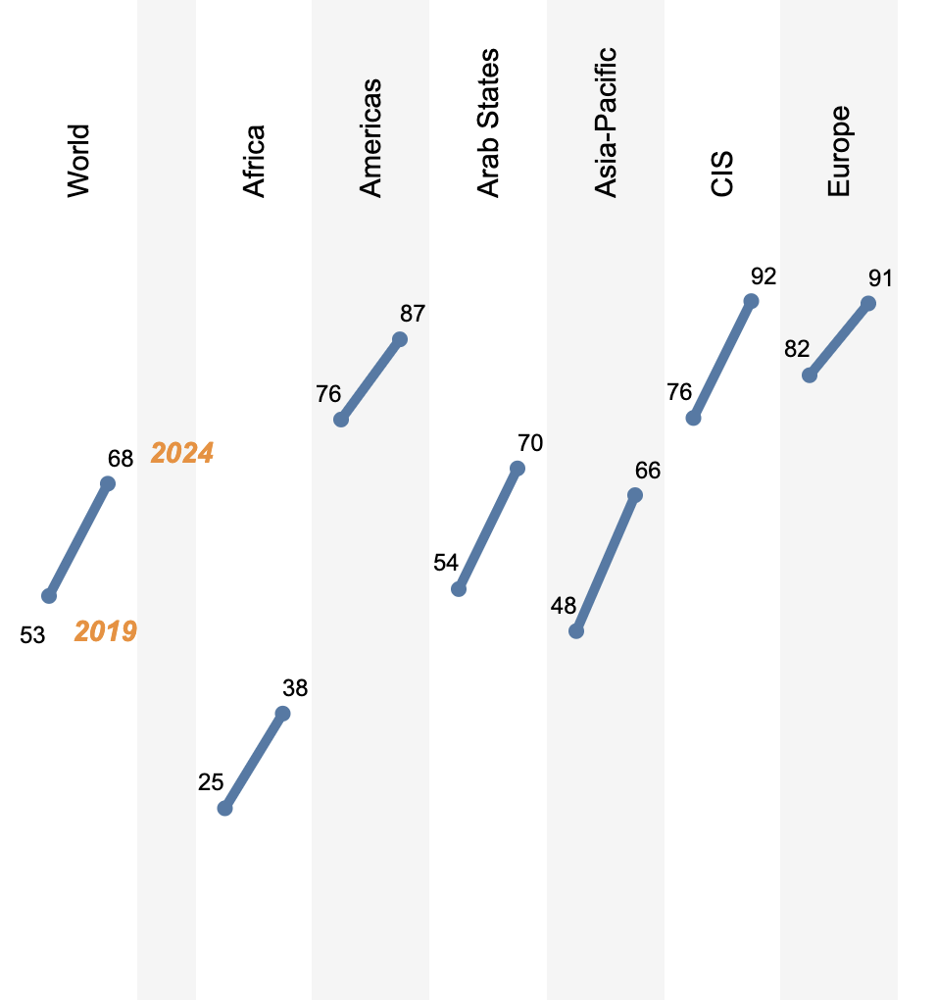 World
Africa
Americas
Arab States
Asia-Pacific
CIS
Europe
53
2019
68
2024
25
38
76
87
54
70
48
66
76
92
82
91